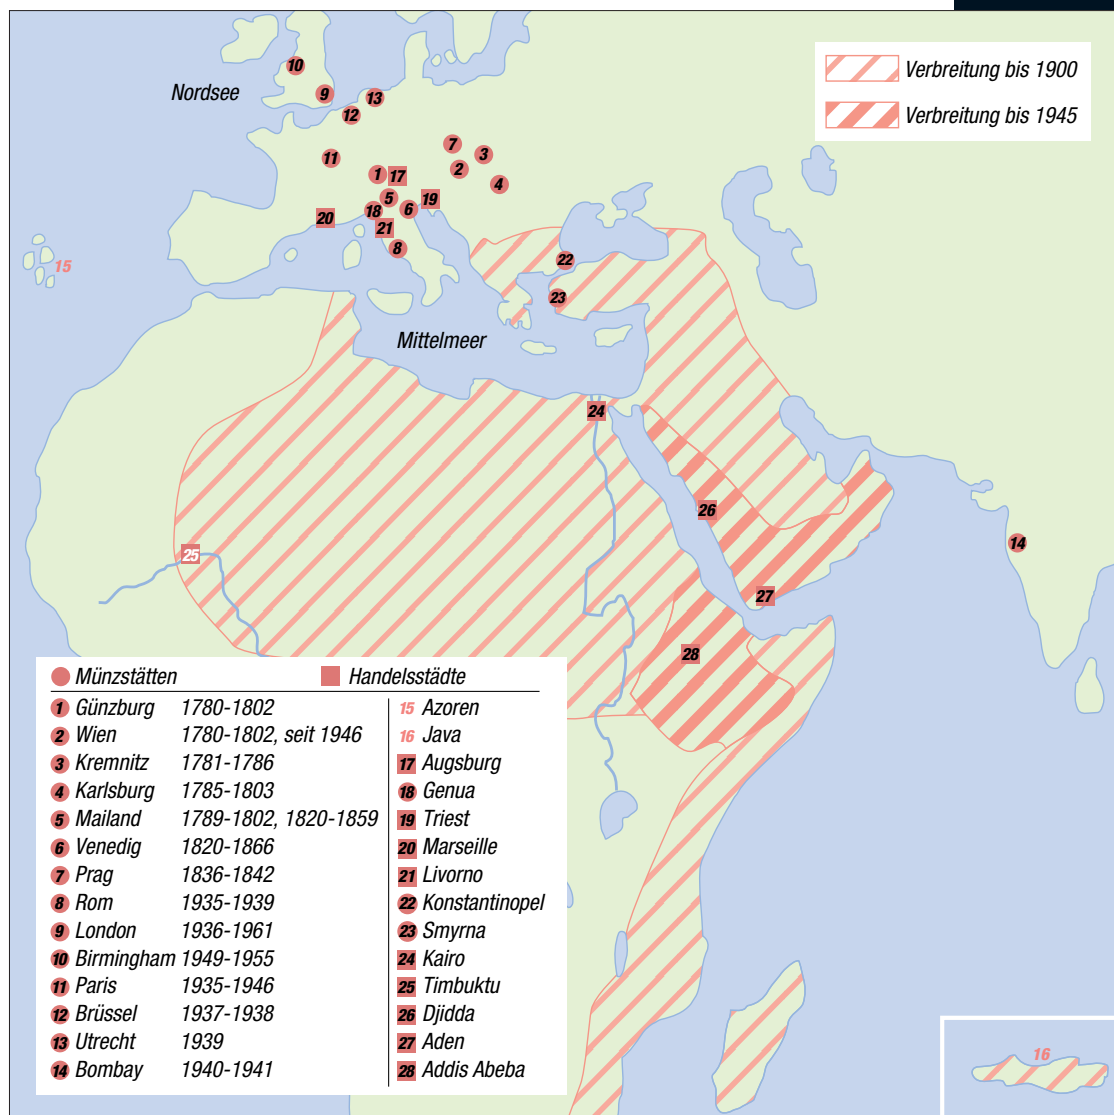 Verbreitung bis 1900
Verbreitung bis 1945
Nordsee
Mittelmeer
10
9
13
12
11
7
3
2
4
1
17
5
19
18
6
20
21
8
15
22
23
24
26
25
14
27
28
16
Münzstätten
Handelsstädte
1 Günzburg 1780-1802
2 Wien 1780-1802, seit 1946
3 Kremnitz 1781-1786
4 Karlsburg 1785-1803
5 Mailand 1789-1802, 1820-1859
6 Venedig 1820-1866
7 Prag 1836-1842
8 Rom 1935-1939
9 London 1936-1961
10 Birmingham 1949-1955
11 Paris 1935-1946
12 Brüssel 1937-1938
13 Utrecht 1939
14 Bombay 1940-1941
15 Azoren
16 Java
17 Augsburg
18 Genua
19 Triest
20 Marseille
21 Livorno
22 Konstantinopel
23 Smyrna
24 Kairo
25 Timbuktu
26 Djidda
27 Aden
28 Addis Abeba